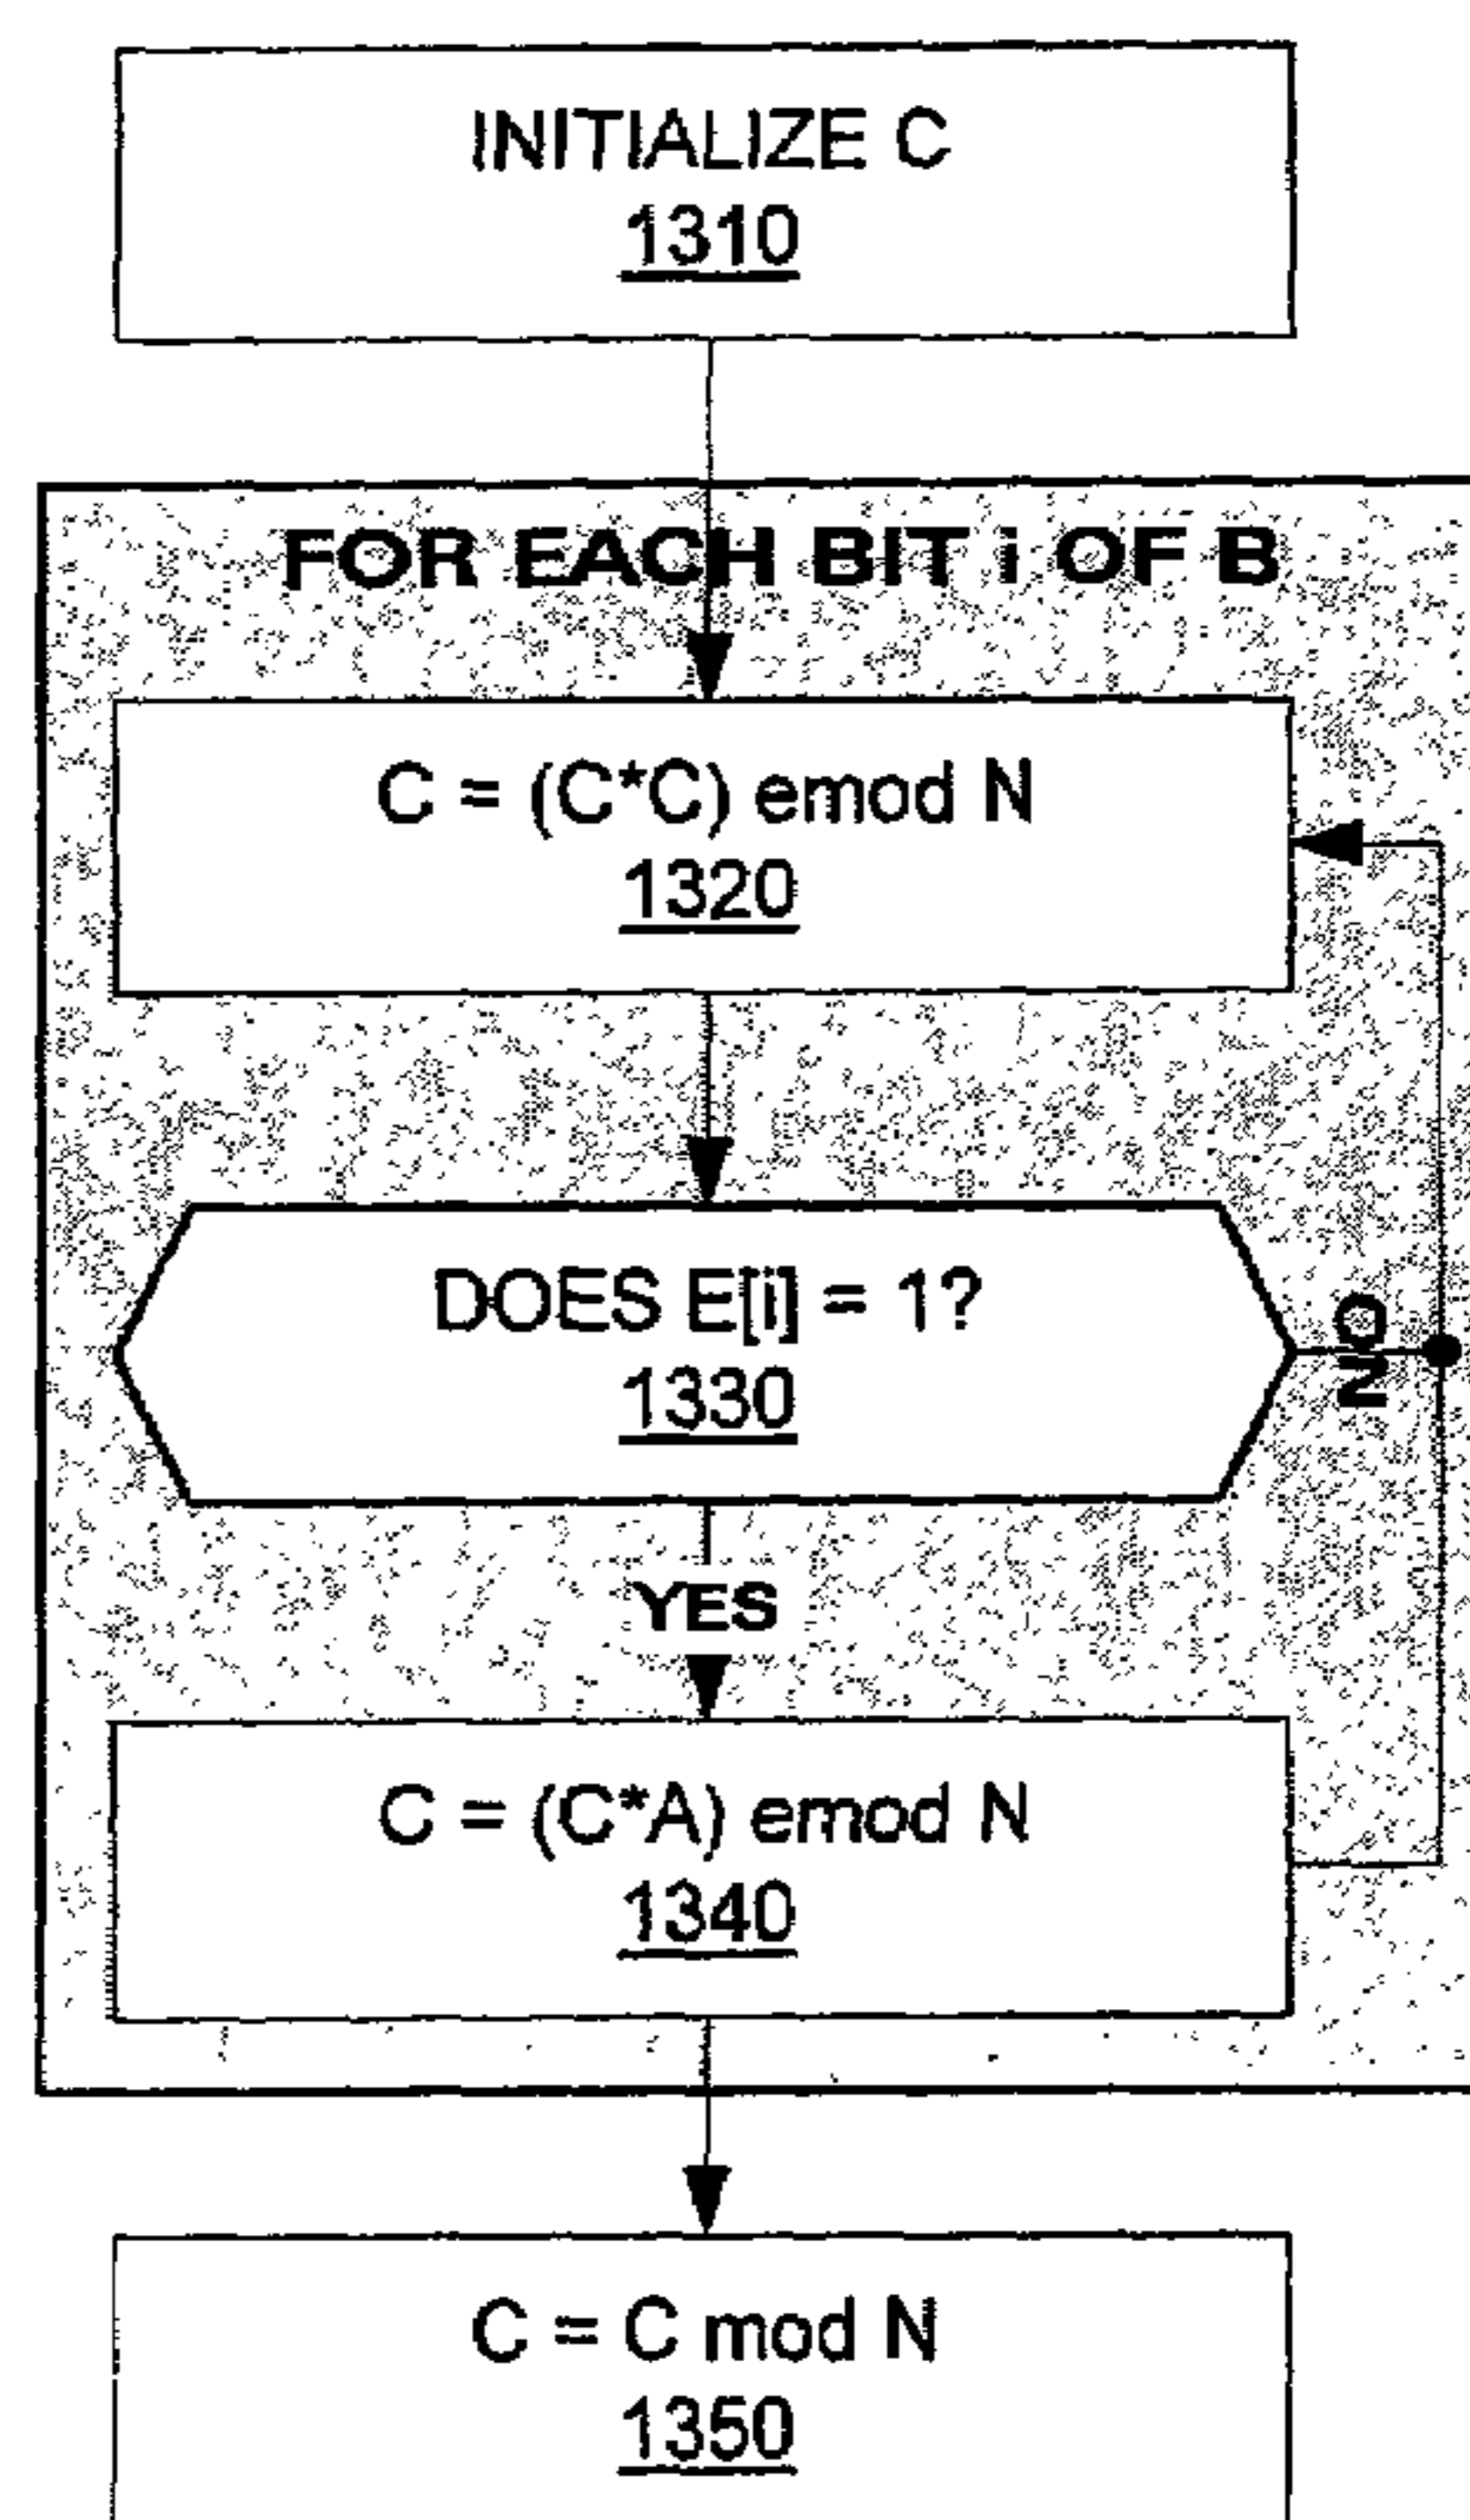 INITIALIZE C
1310
FOR EACH BIT i OF B
C = (C*C) emod N
1320
DOES E[i] = 1?
1330
NO
YES
C = (C*A) emod N
1340
C = C mod N
1350